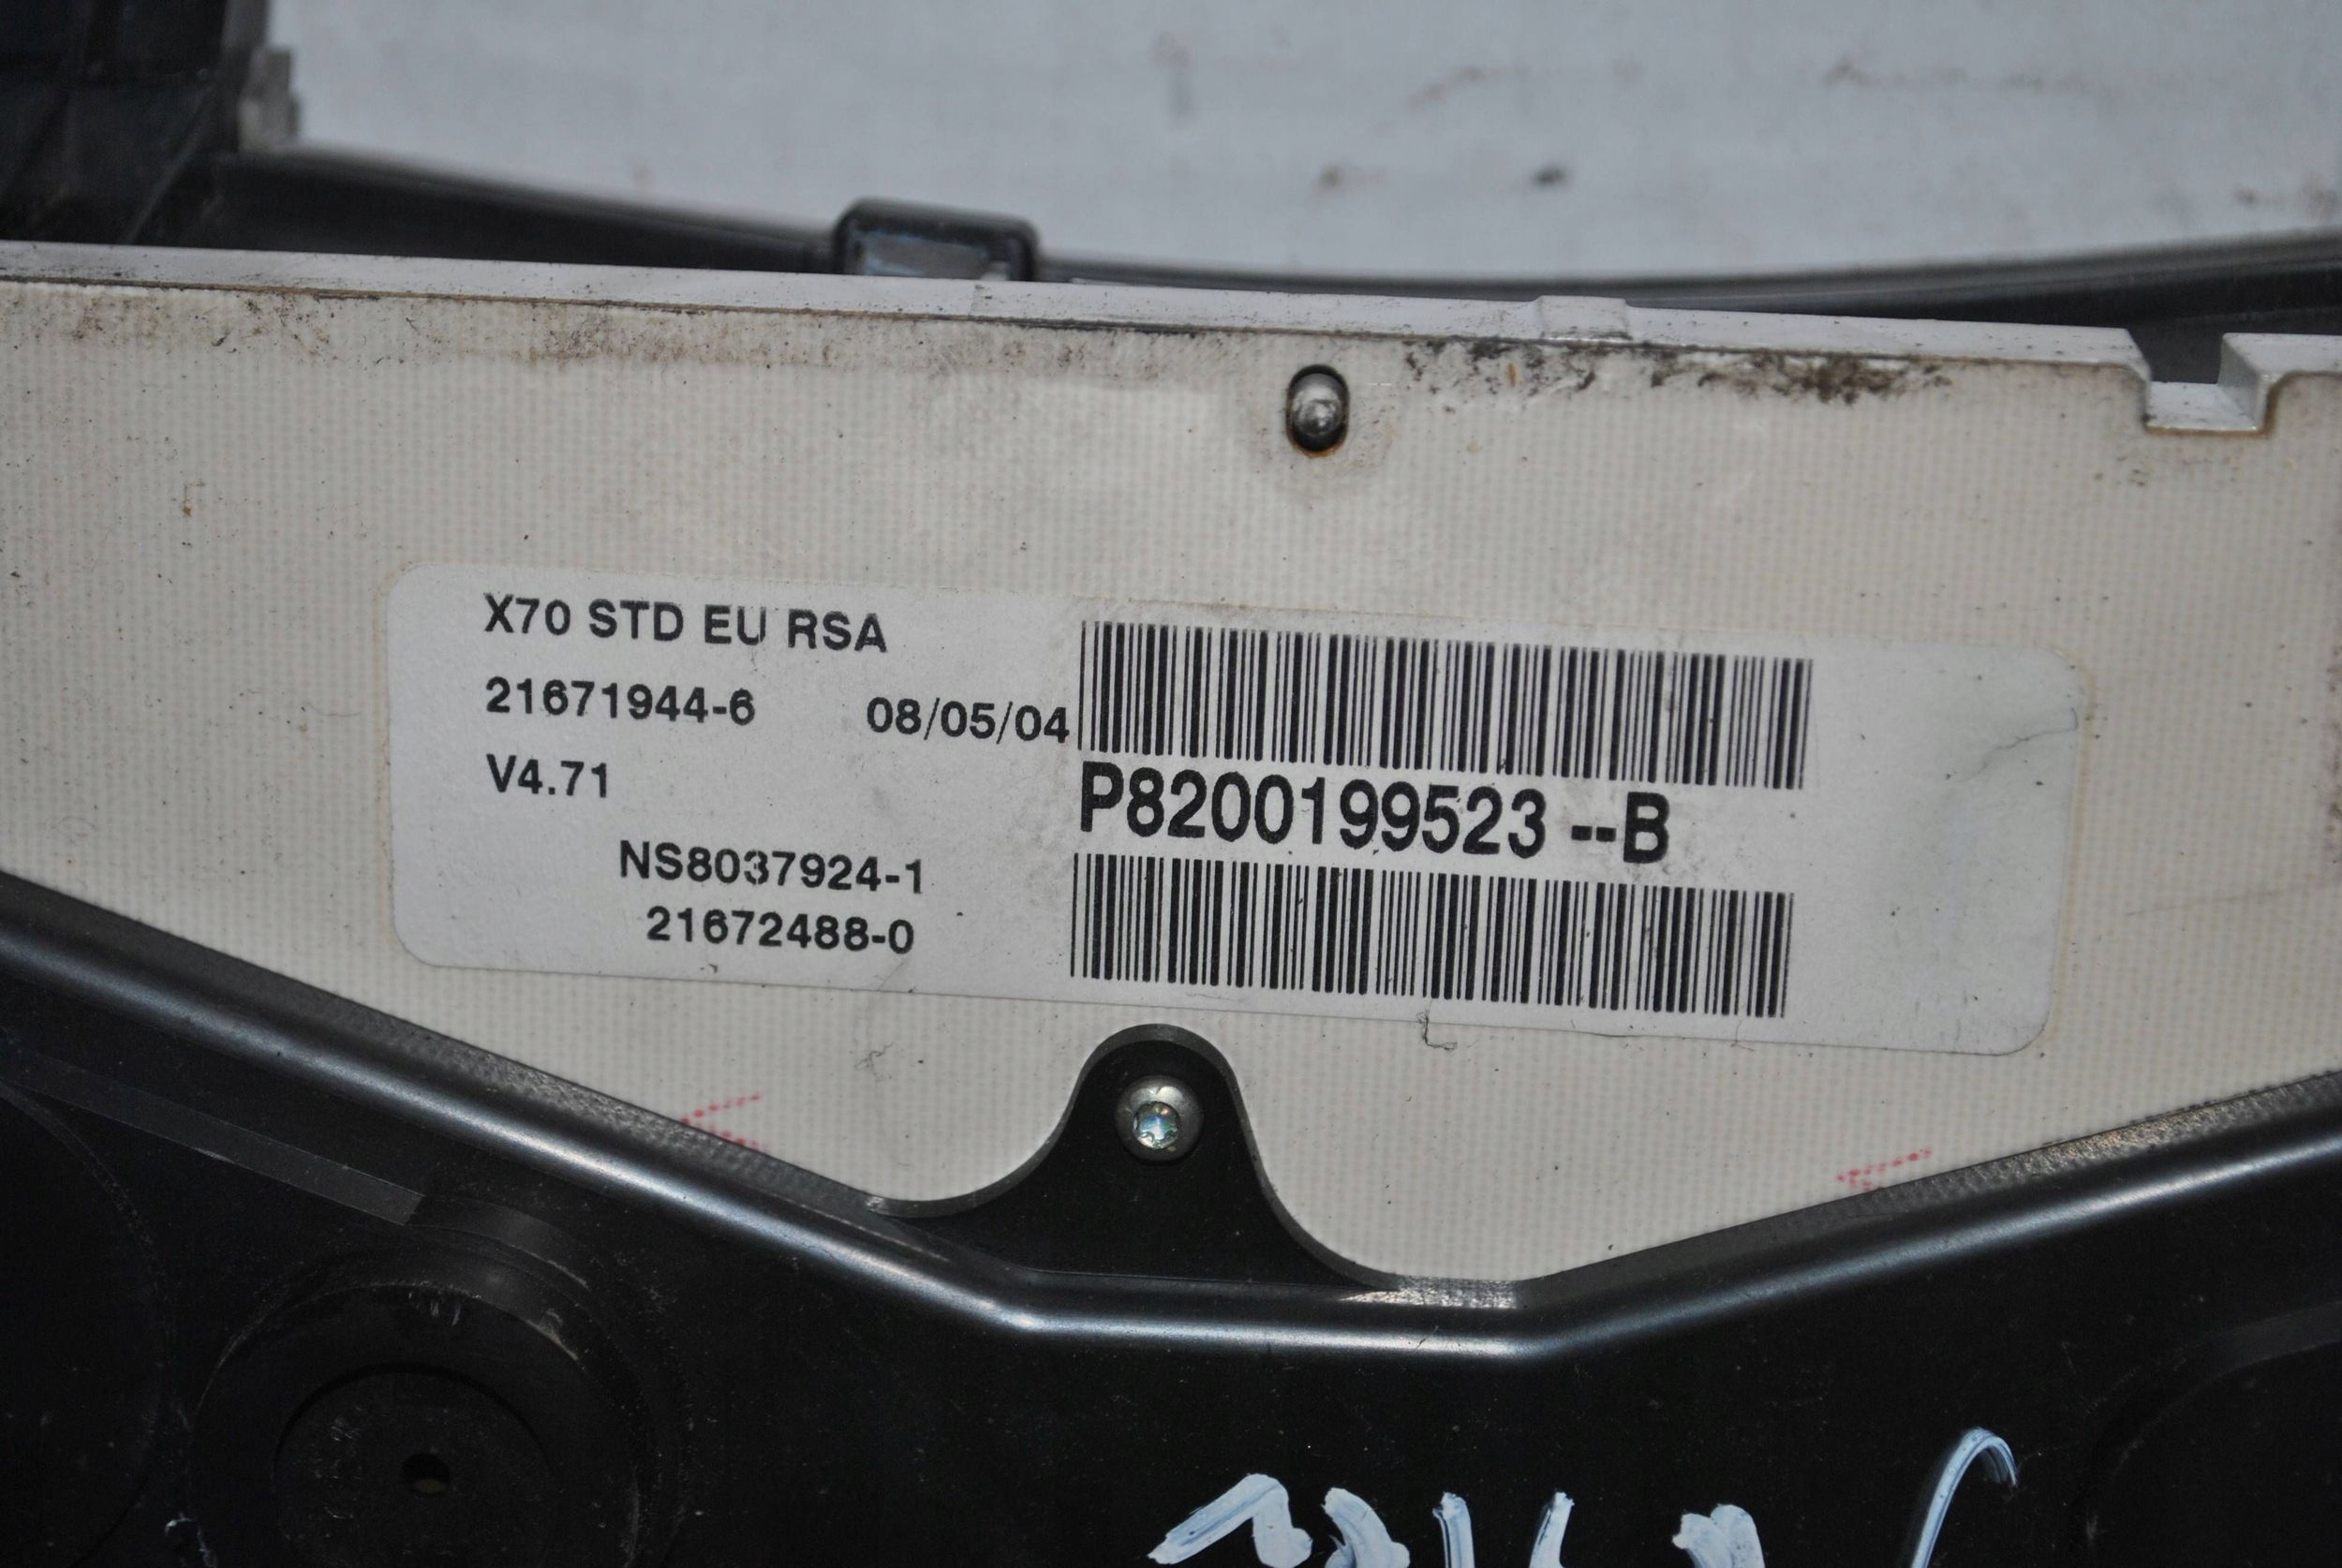 X70 STD EU RSA
21671944-6 08/05/04
V4.71
P8200199523 --B
NS8037924-1
21672488-0